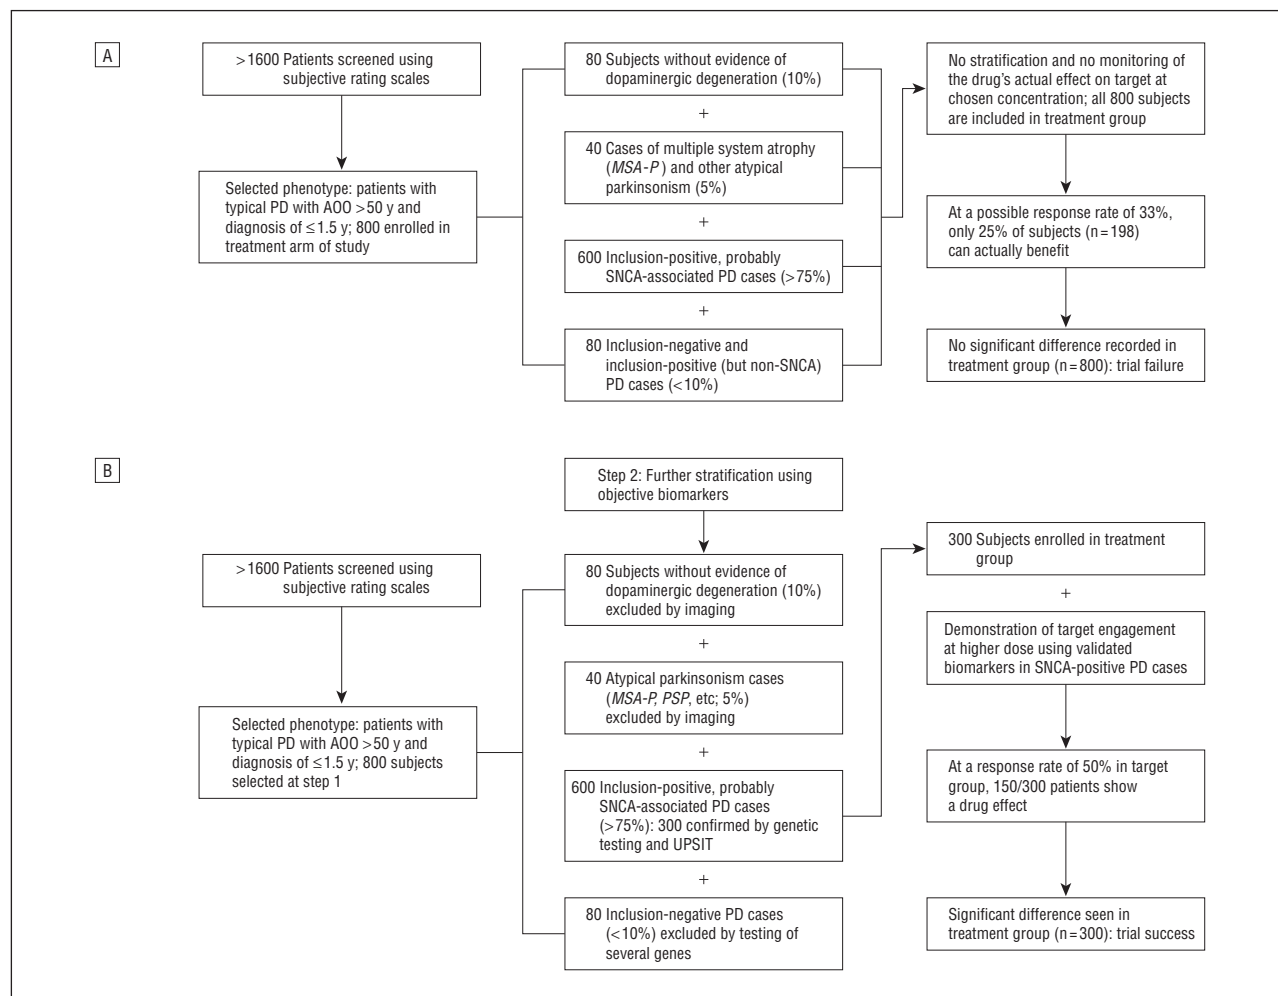 A
>1600 Patients screened using
subjective rating scales
Selected phenotype: patients with
typical PD with AOO >50 y and
diagnosis of ≤1.5 y; 800 enrolled in
treatment arm of study
80 Subjects without evidence of
dopaminergic degeneration (10%)
+
40 Cases of multiple system atrophy
(MSA-P) and other atypical
parkinsonism (5%)
+
600 Inclusion-positive, probably
SNCA-associated PD cases (>75%)
+
80 Inclusion-negative and
inclusion-positive (but non-SNCA)
PD cases (<10%)
No stratification and no monitoring of
the drug's actual effect on target at
chosen concentration; all 800 subjects
are included in treatment group
At a possible response rate of 33%,
only 25% of subjects (n=198)
can actually benefit
No significant difference recorded in
treatment group (n=800): trial failure
B
>1600 Patients screened using
subjective rating scales
Selected phenotype: patients with
typical PD with AOO >50 y and
diagnosis of ≤1.5 y; 800 subjects
selected at step 1
Step 2: Further stratification using
objective biomarkers
80 Subjects without evidence of
dopaminergic degeneration (10%)
excluded by imaging
+
40 Atypical parkinsonism cases
(MSA-P, PSP, etc; 5%)
excluded by imaging
+
600 Inclusion-positive, probably
SNCA-associated PD cases
(>75%): 300 confirmed by genetic
testing and UPSIT
+
80 Inclusion-negative PD cases
(<10%) excluded by testing of
several genes
300 Subjects enrolled in treatment
group
+
Demonstration of target engagement
at higher dose using validated
biomarkers in SNCA-positive PD cases
At a response rate of 50% in target
group, 150/300 patients show
a drug effect
Significant difference seen in
treatment group (n=300): trial success